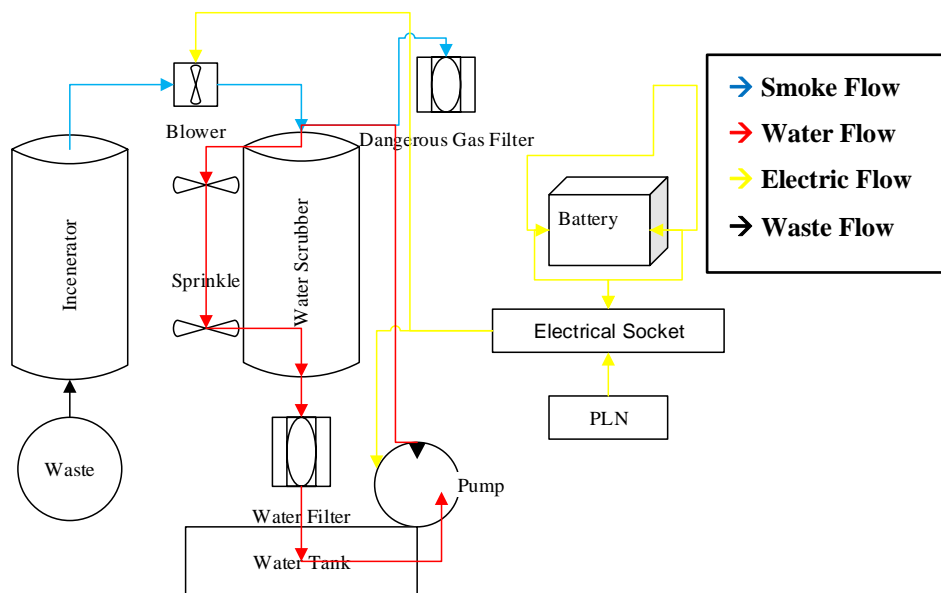 Blower
Dangerous Gas Filter
Incenerator
Sprinkle
Water Scrubber
Battery
Electrical Socket
PLN
Waste
Pump
Water Filter
Water Tank
Smoke Flow
Water Flow
Electric Flow
Waste Flow